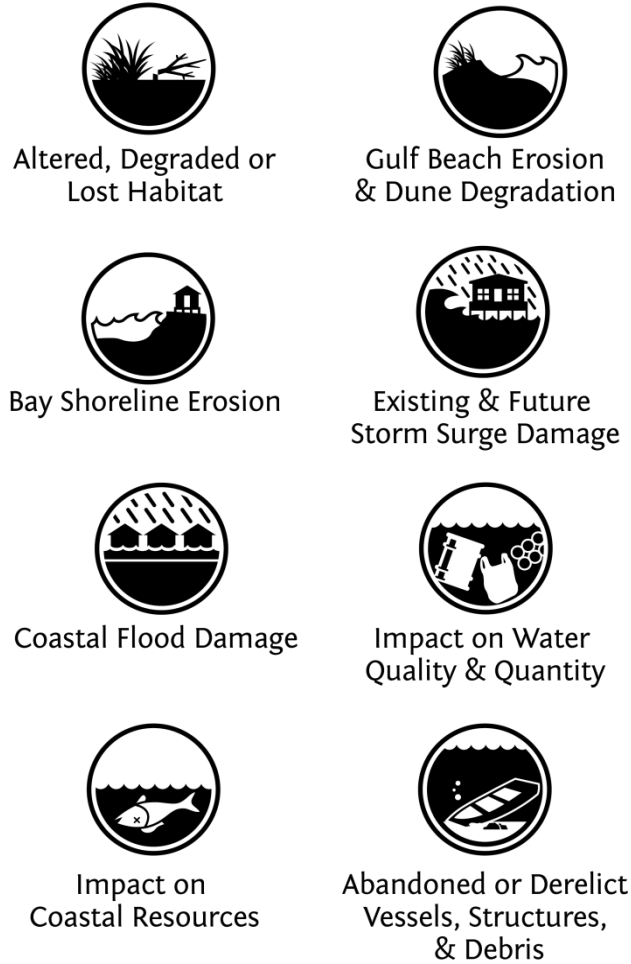 Altered, Degraded or
Lost Habitat
Gulf Beach Erosion
& Dune Degradation
Bay Shoreline Erosion
Existing & Future
Storm Surge Damage
Coastal Flood Damage
Impact on Water
Quality & Quantity
Impact on
Coastal Resources
Abandoned or Derelict
Vessels, Structures,
& Debris